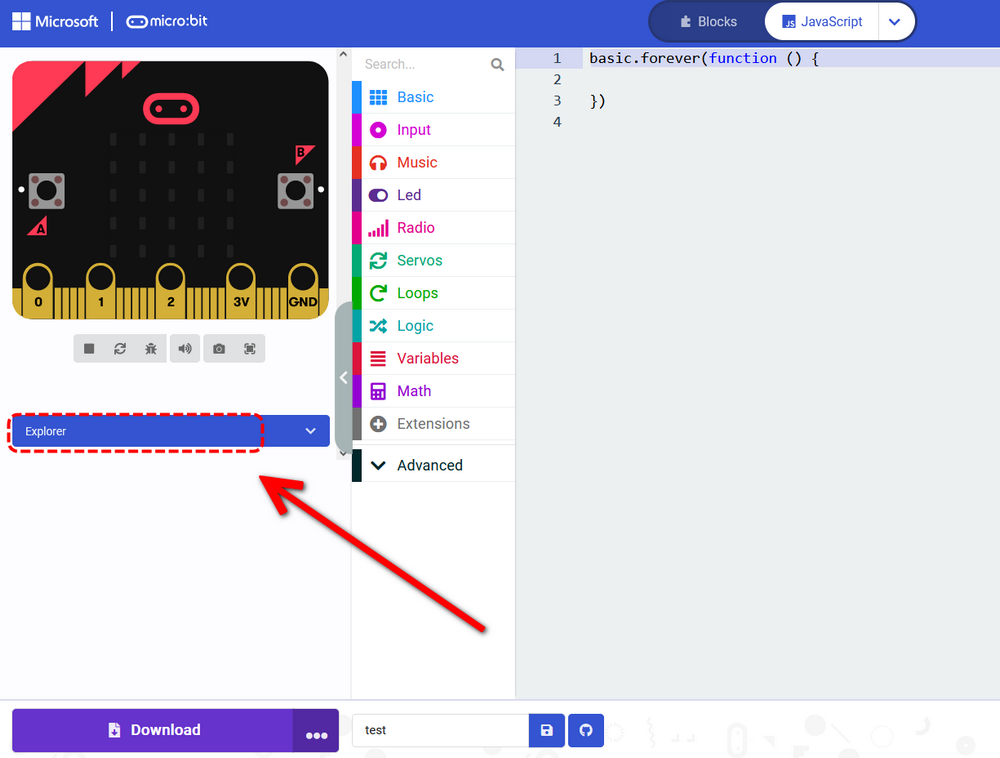 Microsoft micro:bit
Blocks
JavaScript
B
A
0 1 2 3V GND
Explorer
Search...
Basic
Input
Music
Led
Radio
Servos
Loops
Logic
Variables
Math
Extensions
Advanced
1 basic.forever(function () {
2
3 })
4
Download
test